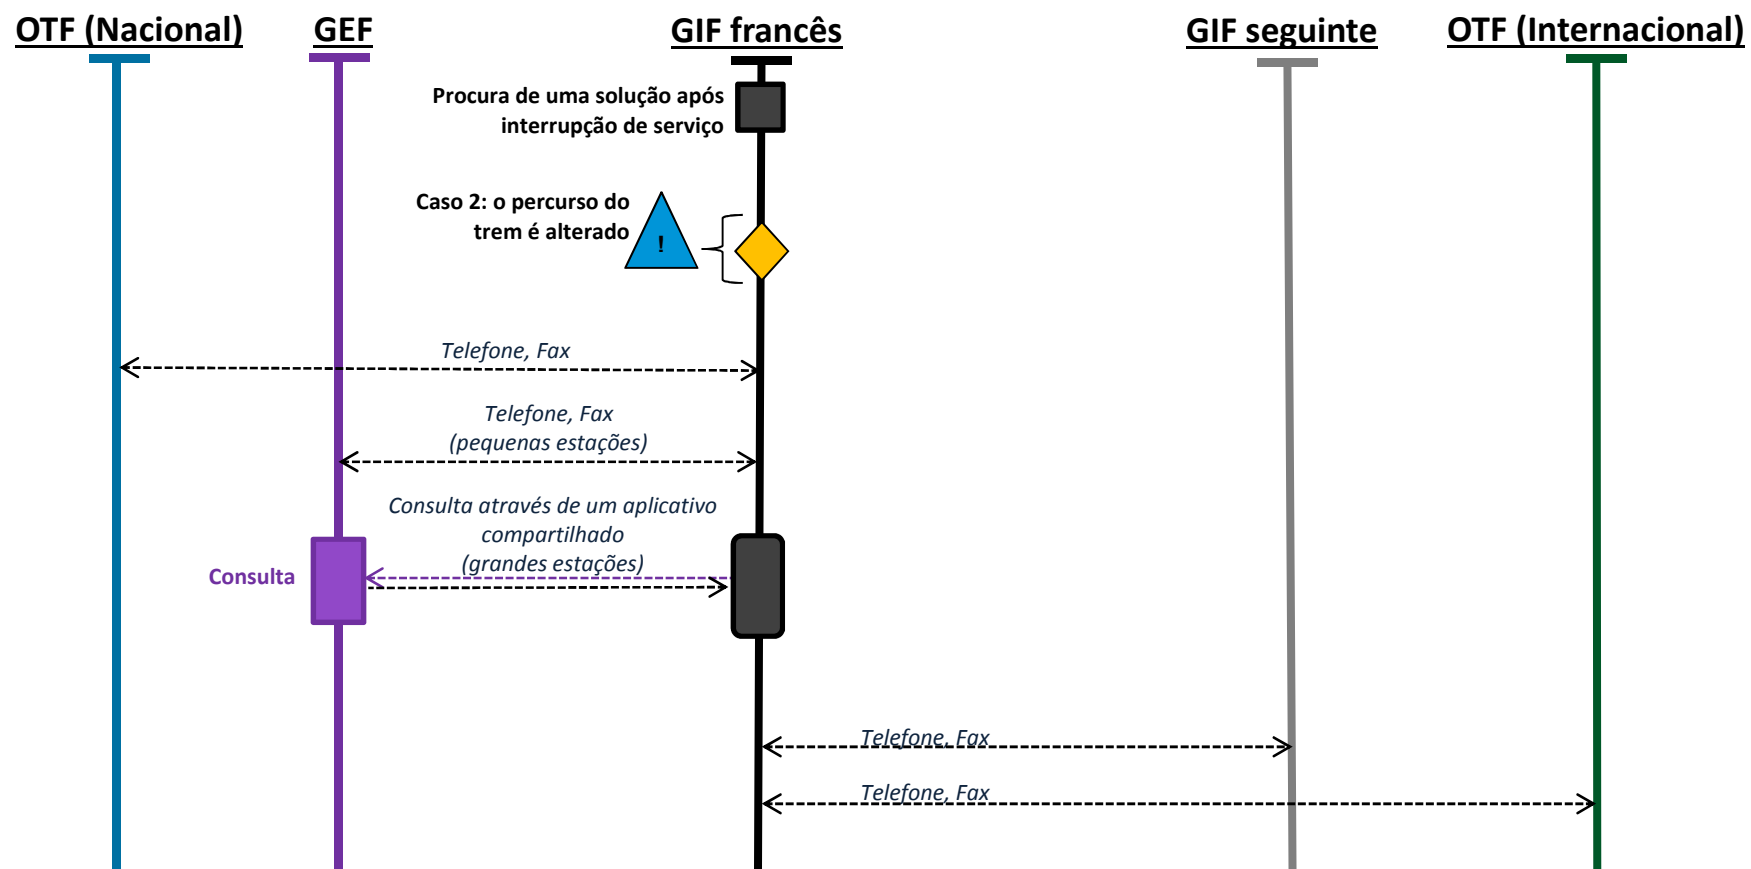 OTF (Nacional)
GEF
GIF francês
GIF seguinte
OTF (Internacional)
Procura de uma solução após
interrupção de serviço
Caso 2: o percurso do
trem é alterado
!
Telefone, Fax
Telefone, Fax
(pequenas estações)
Consulta através de um aplicativo
compartilhado
(grandes estações)
Consulta
Telefone, Fax
Telefone, Fax